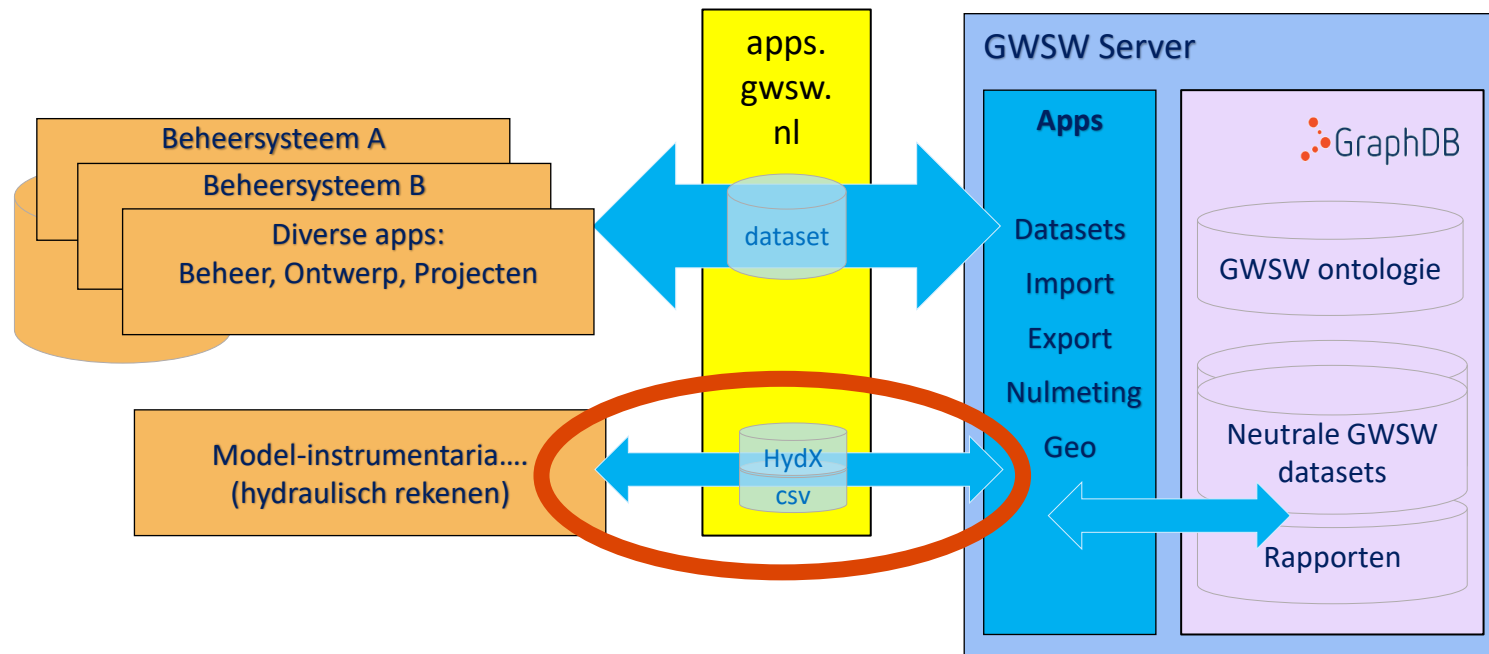 apps.
gwsw.
nl
GWSW Server
Beheersysteem A
Beheersysteem B
Diverse apps:
Beheer, Ontwerp, Projecten
dataset
Apps
Datasets
Import
Export
Nulmeting
Geo
GraphDB
GWSW ontologie
Neutrale GWSW
datasets
Rapporten
Model-instrumentaria....
(hydraulisch rekenen)
HydX
csv